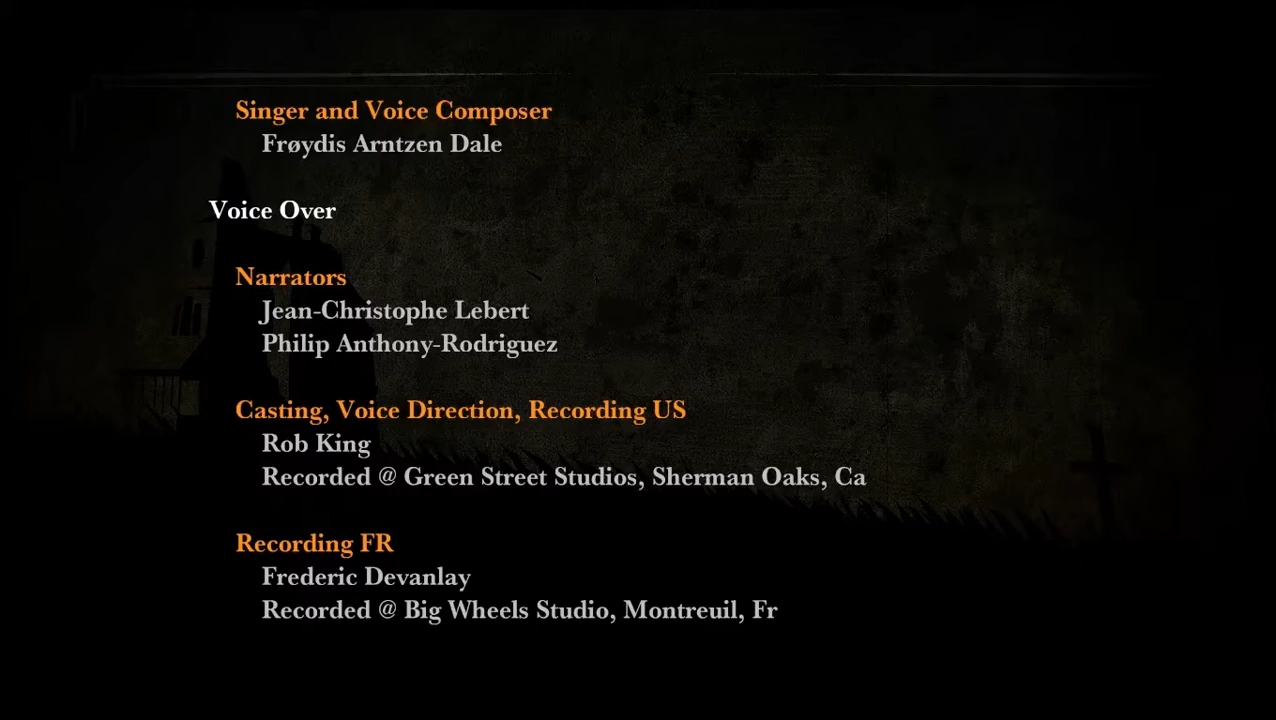 Singer and Voice Composer
Frøydis Arntzen Dale
Voice Over
Narrators
Jean-Christophe Lebert
Philip Anthony-Rodriguez
Casting, Voice Direction, Recording US
Rob King
Recorded @ Green Street Studios, Sherman Oaks, Ca
Recording FR
Frederic Devanlay
Recorded @ Big Wheels Studio, Montreuil, Fr